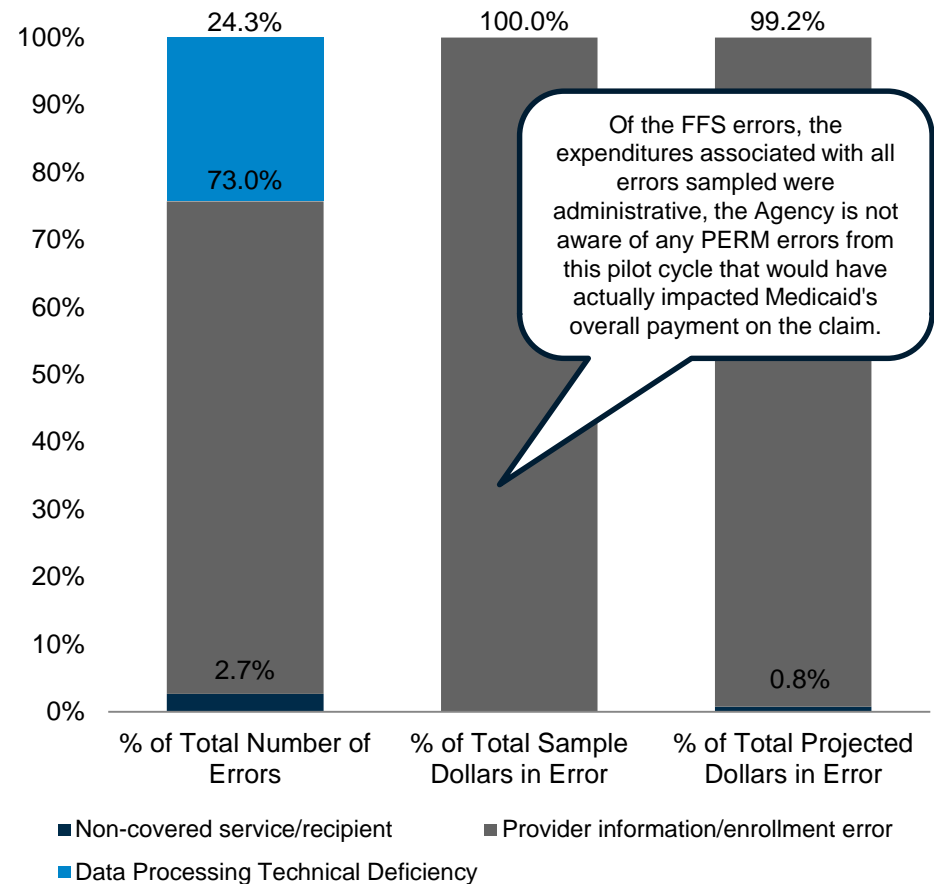 24.3%
100.0%
99.2%
100%
90%
80%
70%
60%
50%
40%
30%
20%
10%
0%
73.0%
2.7%
0.8%
Of the FFS errors, the
expenditures associated with all
errors sampled were
administrative, the Agency is not
aware of any PERM errors from
this pilot cycle that would have
actually impacted Medicaid's
overall payment on the claim.
% of Total Number of
Errors
% of Total Sample
Dollars in Error
% of Total Projected
Dollars in Error
Non-covered service/recipient
Provider information/enrollment error
Data Processing Technical Deficiency